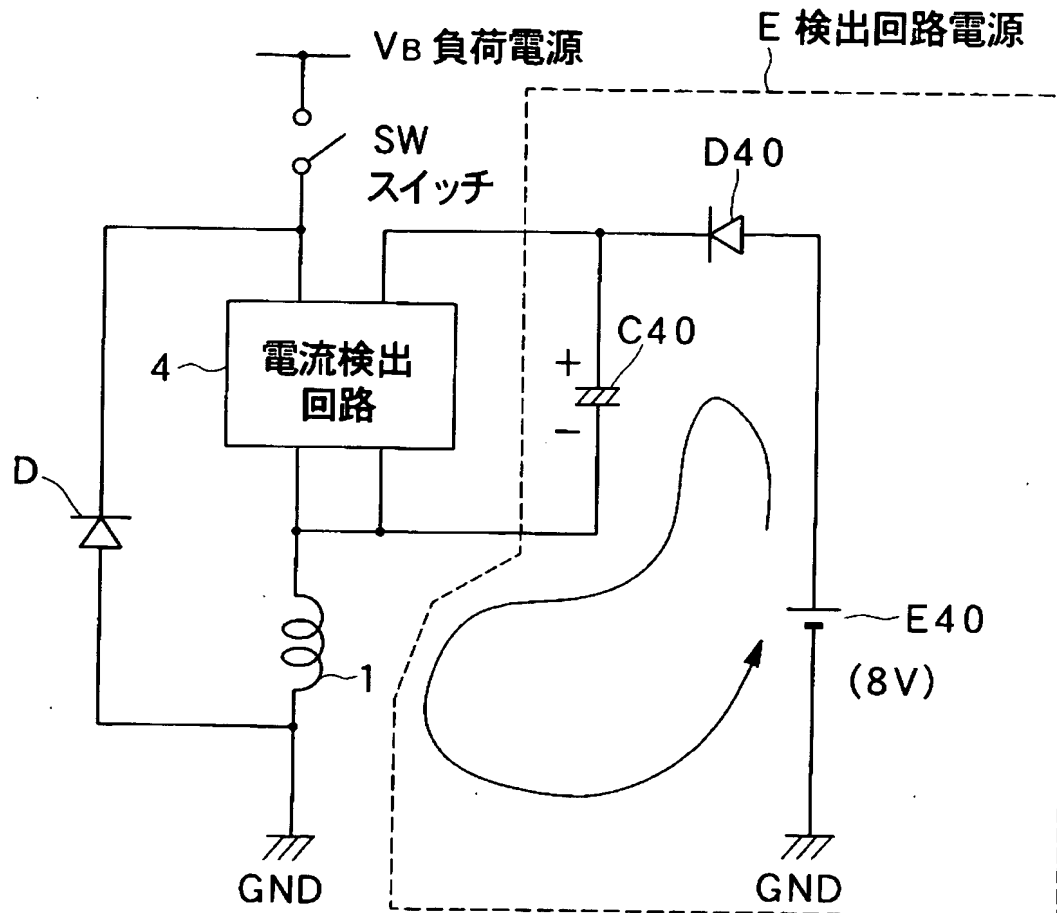 VB 負荷電源
E 検出回路電源
SW
スイッチ
D40
4
電流検出
回路
+
C40
−
D
1
E40
(8V)
GND
GND